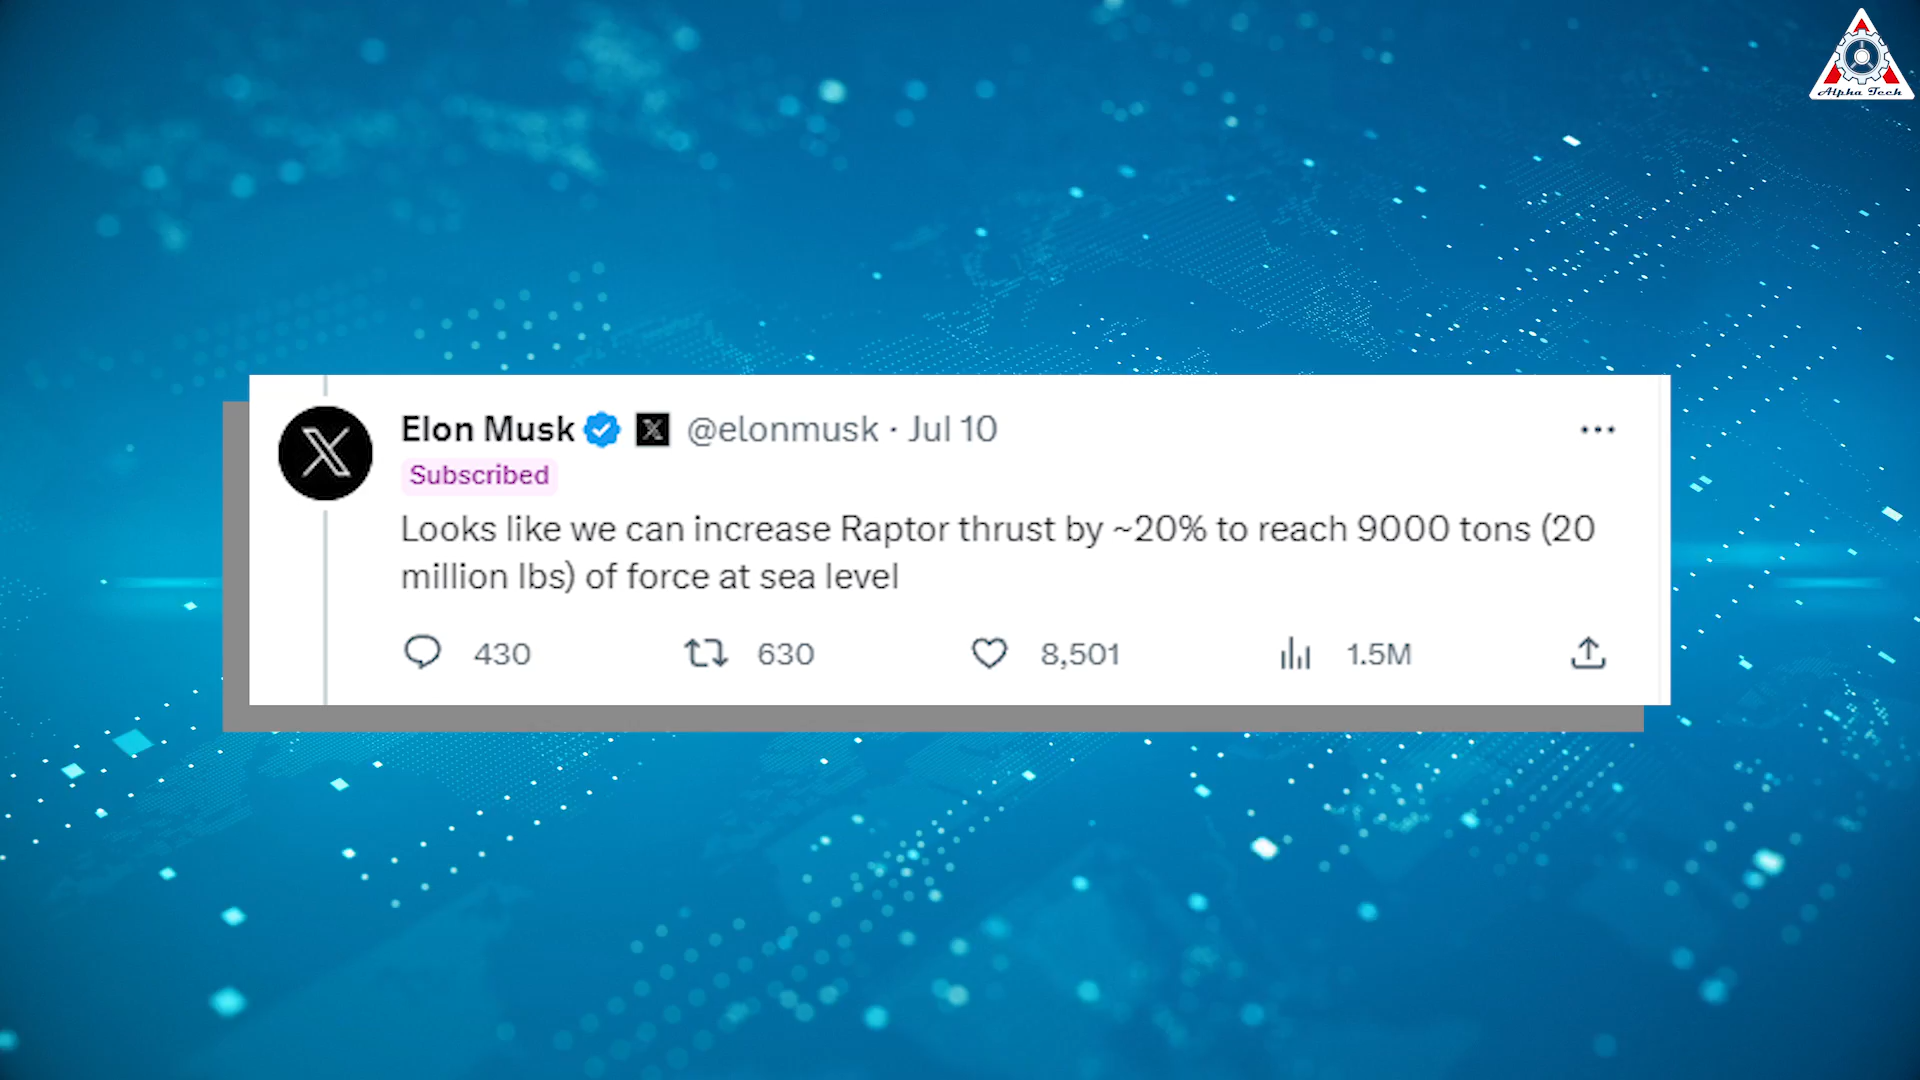 Alpha Tech
Elon Musk X @elonmusk · Jul 10
Subscribed
Looks like we can increase Raptor thrust by ~20% to reach 9000 tons (20
million lbs) of force at sea level
430 630 8,501 1.5M